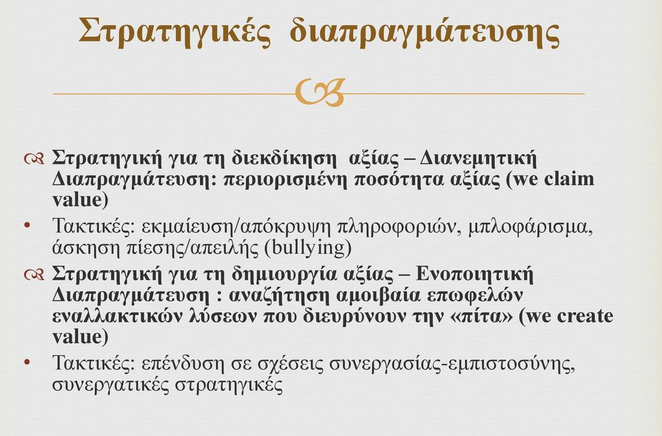 Στρατηγικές διαπραγμάτευσης
Στρατηγική για τη διεκδίκηση αξίας – Διανεμητική
Διαπραγμάτευση: περιορισμένη ποσότητα αξίας (we claim
value)
• Τακτικές: εκμαίευση/απόκρυψη πληροφοριών, μπλοφάρισμα,
άσκηση πίεσης/απειλής (bullying)
Στρατηγική για τη δημιουργία αξίας – Ενοποιητική
Διαπραγμάτευση : αναζήτηση αμοιβαία επωφελών
εναλλακτικών λύσεων που διευρύνουν την «πίτα» (we create
value)
• Τακτικές: επένδυση σε σχέσεις συνεργασίας-εμπιστοσύνης,
συνεργατικές στρατηγικές